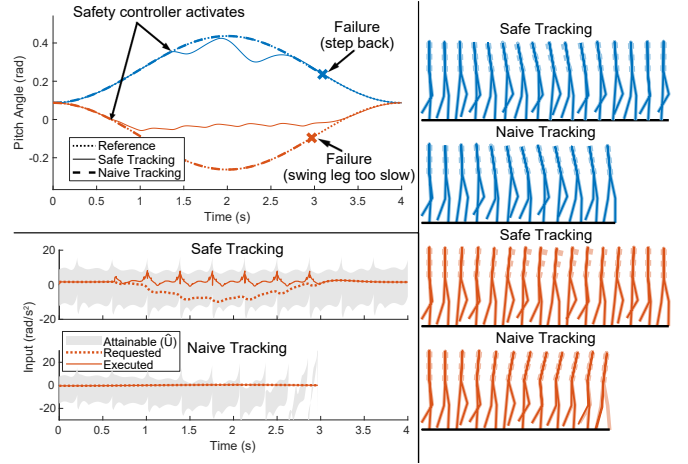 Safety controller activates
Failure
(step back)
Pitch Angle (rad)
0.4
0.2
0
-0.2
Reference
Safe Tracking
Naive Tracking
Failure
(swing leg too slow)
0
0.5
1
1.5
2
2.5
3
3.5
4
Time (s)
Safe Tracking
20
0
-20
Input (rad/s²)
Attainable (Û)
Requested
Executed
Naive Tracking
20
0
-20
0
0.5
1
1.5
2
2.5
3
3.5
4
Time (s)
Safe Tracking
Naive Tracking
Safe Tracking
Naive Tracking